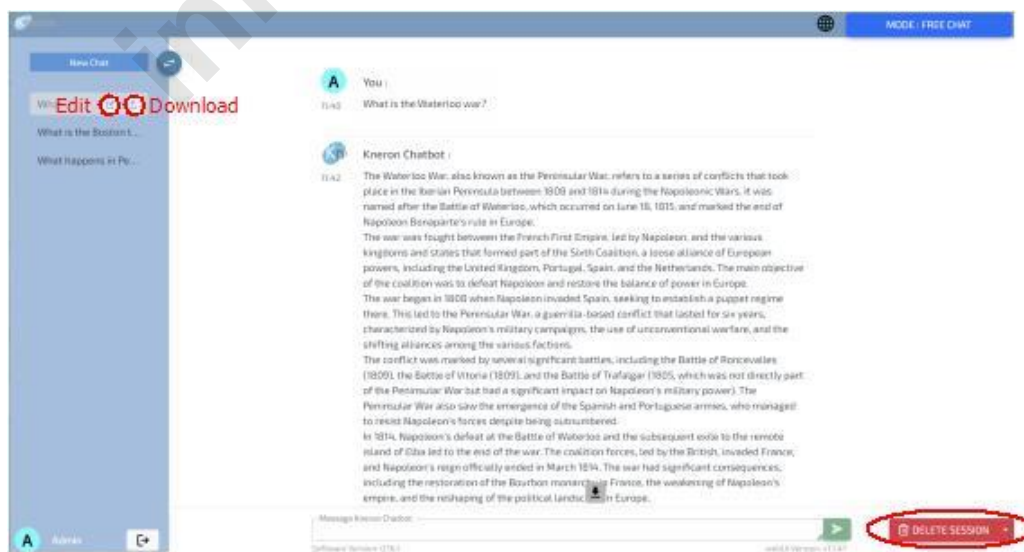 MODE : FREE CHAT
New Chat
Edit
Download
What is the Boston t...
What happens in Pe...
A
You :
11:40
What is the Waterloo war?
Kneron Chatbot :
11:42
The Waterloo War, also known as the Peninsular War, refers to a series of conflicts that took
place in the Iberian Peninsula between 1808 and 1814 during the Napoleonic Wars. It was
named after the Battle of Waterloo, which occurred on June 18, 1815, and marked the end of
Napoleon Bonaparte's rule in Europe.
The war was fought between the French First Empire, led by Napoleon, and the various
kingdoms and states that formed part of the Sixth Coalition, a loose alliance of European
powers, including the United Kingdom, Portugal, Spain, and the Netherlands. The main objective
of the coalition was to defeat Napoleon and restore the balance of power in Europe.
The war began in 1808 when Napoleon invaded Spain, seeking to establish a puppet regime
there. This led to the Peninsular War, a guerrilla-based conflict that lasted for six years,
characterized by Napoleon's military campaigns, the use of unconventional warfare, and the
shifting alliances among the various factions.
The conflict was marked by several significant battles, including the Battle of Roncevalles
(1809), the Battle of Vitoria (1809), and the Battle of Trafalgar (1805, which was not directly part
of the Peninsular War but had a significant impact on Napoleon's military power). The
Peninsular War also saw the emergence of the Spanish and Portuguese armies, who managed
to resist Napoleon's forces despite being outnumbered.
In 1814, Napoleon's defeat at the Battle of Waterloo and the subsequent exile to the remote
island of Elba led to the end of the war. The coalition forces, led by the British, invaded France,
and Napoleon's reign officially ended in March 1814. The war had significant consequences,
including the restoration of the Bourbon monarchy France, the weakening of Napoleon's
empire, and the reshaping of the political landsc in Europe.
Message Kneron Chatbot
DELETE SESSION
A
Admin
Software Version
WebUI Version